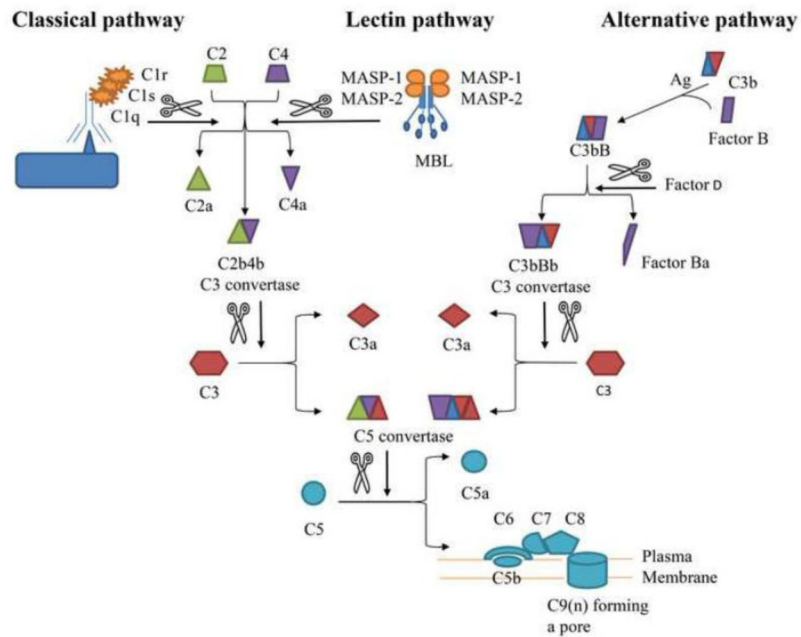 Classical pathway
Lectin pathway
Alternative pathway
C1r
C1s
C1q
C2
C4
MASP-1
MASP-2
MASP-1
MASP-2
MBL
Ag
C3b
Factor B
C3bB
Factor D
C2a
C4a
C2b4b
C3 convertase
C3bBb
C3 convertase
Factor Ba
C3a
C3a
C3
C3
C5 convertase
C5
C5a
C6
C7
C8
C5b
Plasma
Membrane
C9(n) forming
a pore